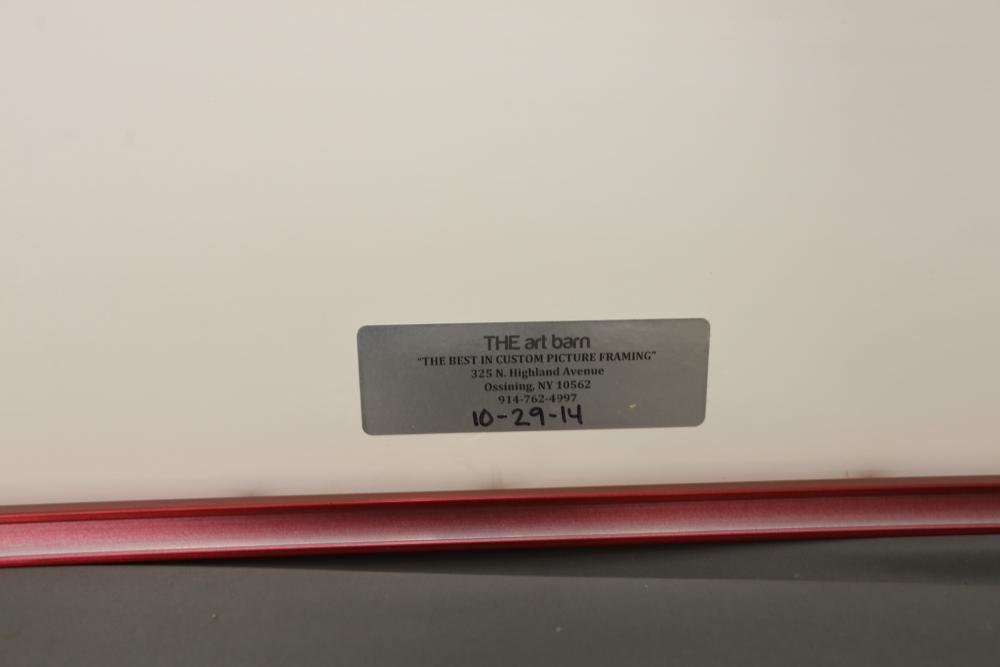 THE art barn
"THE BEST IN CUSTOM PICTURE FRAMING"
325 N. Highland Avenue
Ossining, NY 10562
914-762-4997
10-29-14